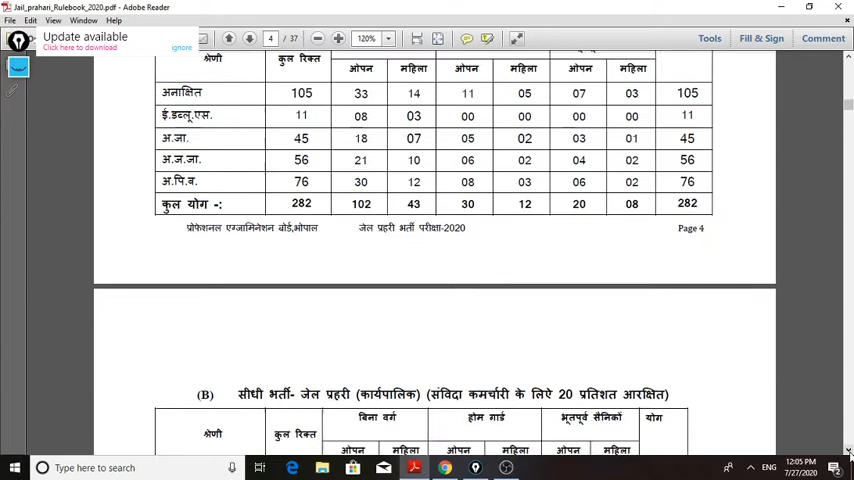 Jail_prahari_Rulebook_2020.pdf - Adobe Reader
File Edit View Window Help
Update available
Click here to download ignore
4 / 37 120% Tools Fill & Sign Comment
श्रेणी कुल रिक्त
ओपन महिला ओपन महिला ओपन महिला
अनाक्षित 105 33 14 11 05 07 03 105
ई.डब्लू.एस. 11 08 03 00 00 00 00 11
अ.जा. 45 18 07 05 02 03 01 45
अ.ज.जा. 56 21 10 06 02 04 02 56
अ.पि.ब. 76 30 12 08 03 06 02 76
कुल योग -: 282 102 43 30 12 20 08 282
प्रोफेशनल एग्जामिनेशन बोर्ड,भोपाल जेल प्रहरी भर्ती परीक्षा-2020 Page 4
(B) सीधी भर्ती- जेल प्रहरी (कार्यपालिक) (संविदा कमर्चारी के लिऐ 20 प्रतिशत आरक्षित)
श्रेणी कुल रिक्त बिना वर्ग होम गार्ड भूतपूर्व सैनिकों योग
ओपन महिला ओपन महिला ओपन महिला
Type here to search
ENG 12:05 PM
7/27/2020
2